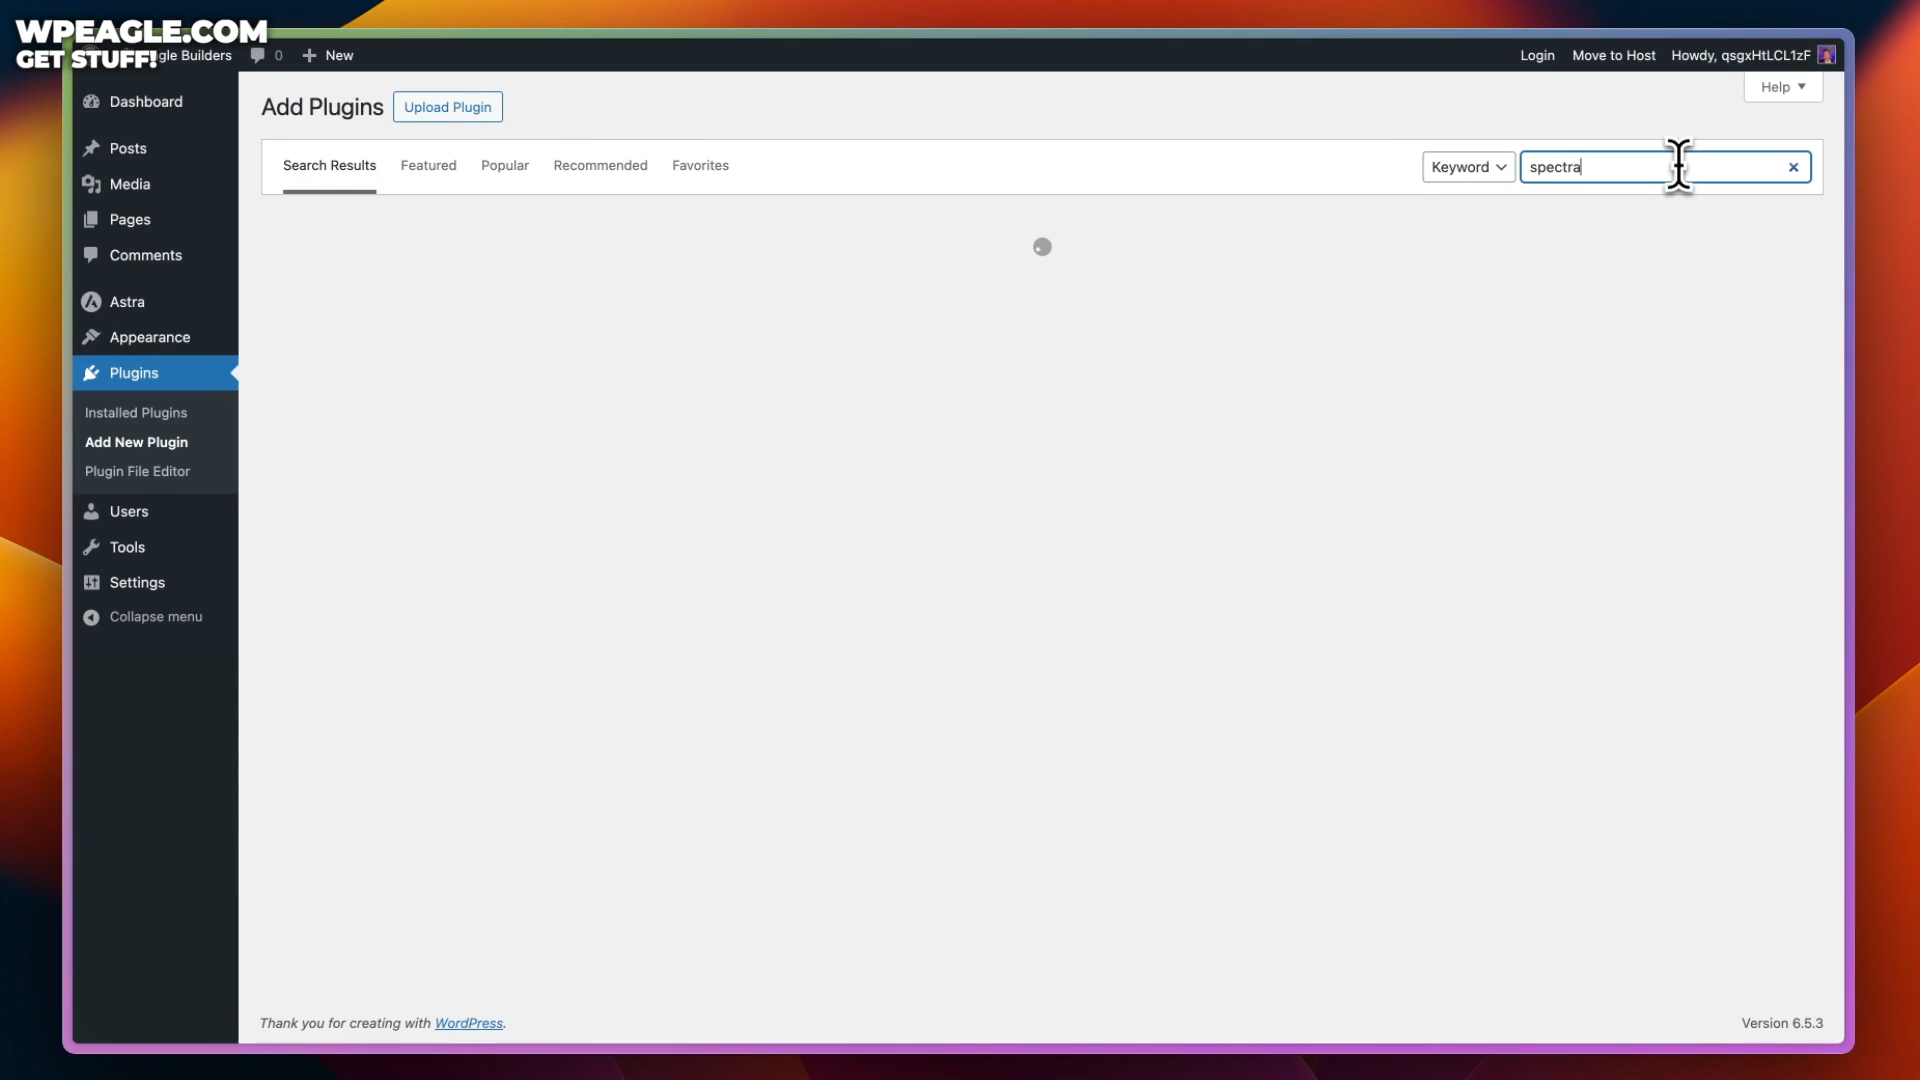 WPEAGLE.COM
GET STUFF!
gle Builders
0
New
Login
Move to Host
Howdy, qsgxHtLCL1zF
Dashboard
Posts
Media
Pages
Comments
Astra
Appearance
Plugins
Installed Plugins
Add New Plugin
Plugin File Editor
Users
Tools
Settings
Collapse menu
Add Plugins
Upload Plugin
Help
Search Results
Featured
Popular
Recommended
Favorites
Keyword
spectra
Thank you for creating with WordPress.
Version 6.5.3